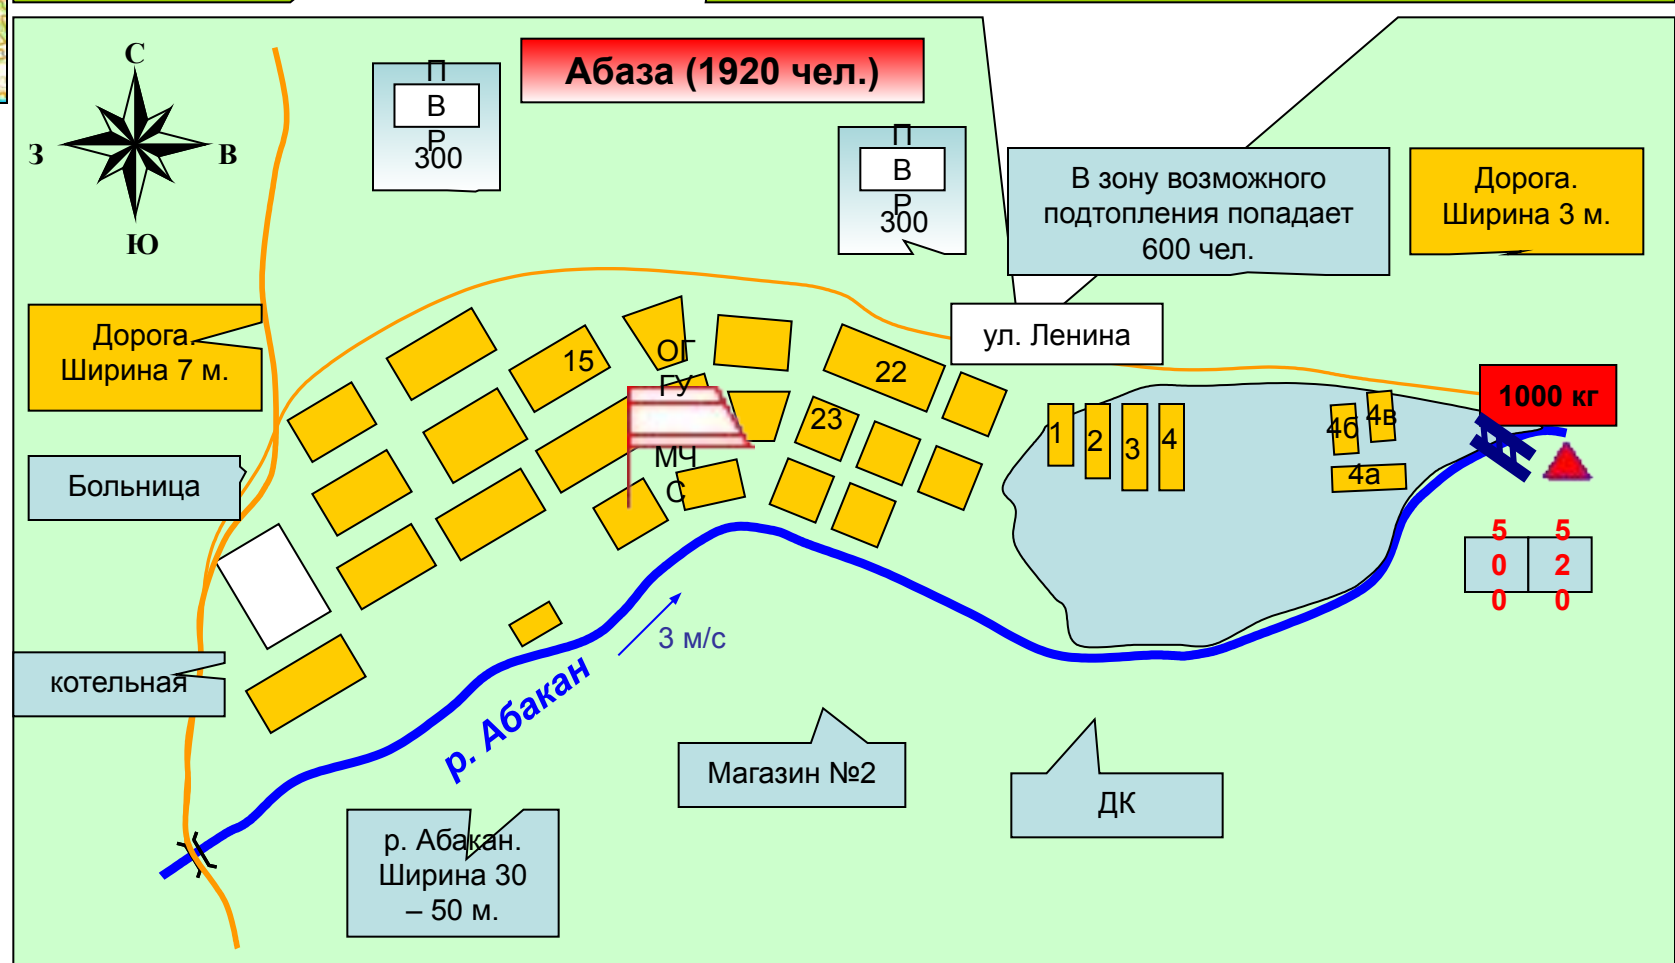 С
З
В
Ю
П
В
Р
300
Абаза (1920 чел.)
П
В
Р
300
В зону возможного
подтопления попадает
600 чел.
Дорога.
Ширина 3 м.
Дорога.
Ширина 7 м.
ул. Ленина
15
ОГ
ГУ
МЧ
С
22
23
1
2
3
4
4б
4в
4а
1000 кг
Больница
5
0
0
5
2
0
котельная
3 м/с
р. Абакан
Магазин №2
ДК
р. Абакан.
Ширина 30
– 50 м.